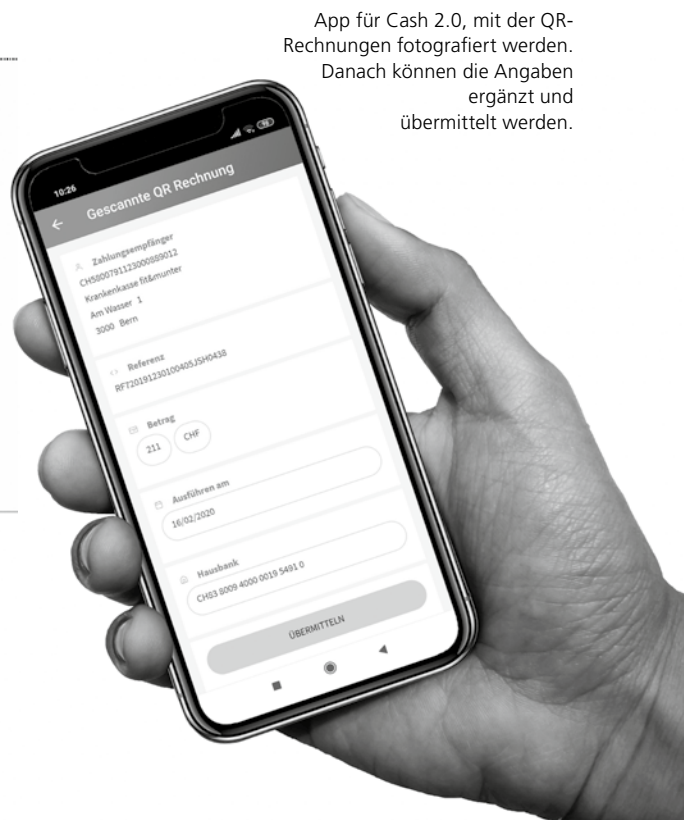 App für Cash 2.0, mit der QR-
Rechnungen fotografiert werden.
Danach können die Angaben
ergänzt und
übermittelt werden.
10:26
Gescannte QR Rechnung
Zahlungsempfänger
CH5800791123000889012
Krankenkasse fit&munter
Am Wasser 1
3000 Bern
Referenz
RF720191230100405JSH0438
Betrag
211 CHF
Ausführen am
16/02/2020
Hausbank
CH83 8009 4000 0019 5491 0
ÜBERMITTELN